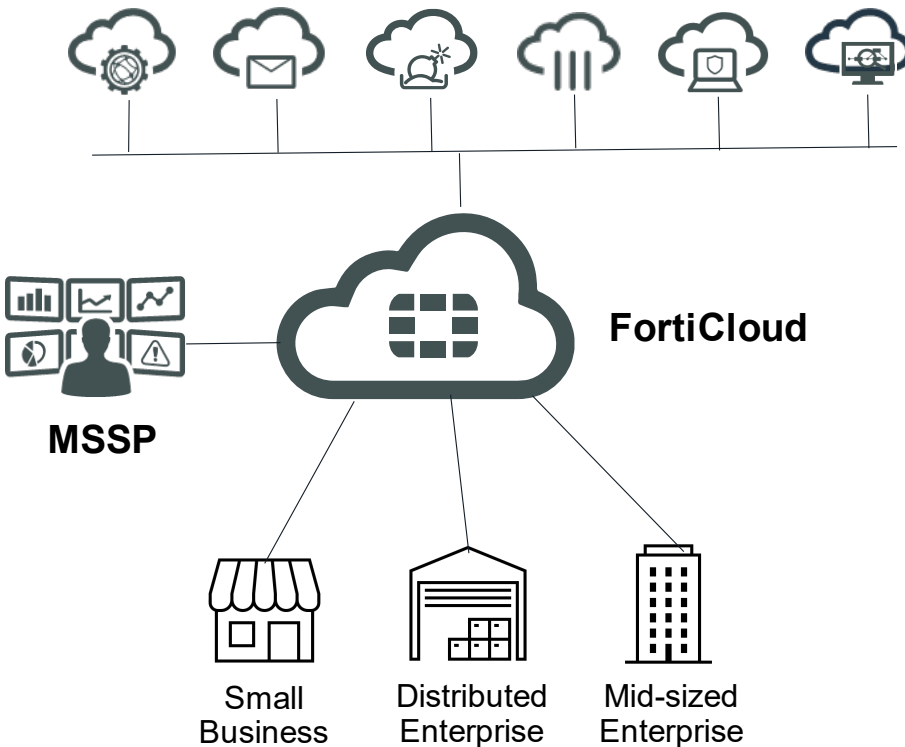 FortiCloud
MSSP
Small
Business
Distributed
Enterprise
Mid-sized
Enterprise